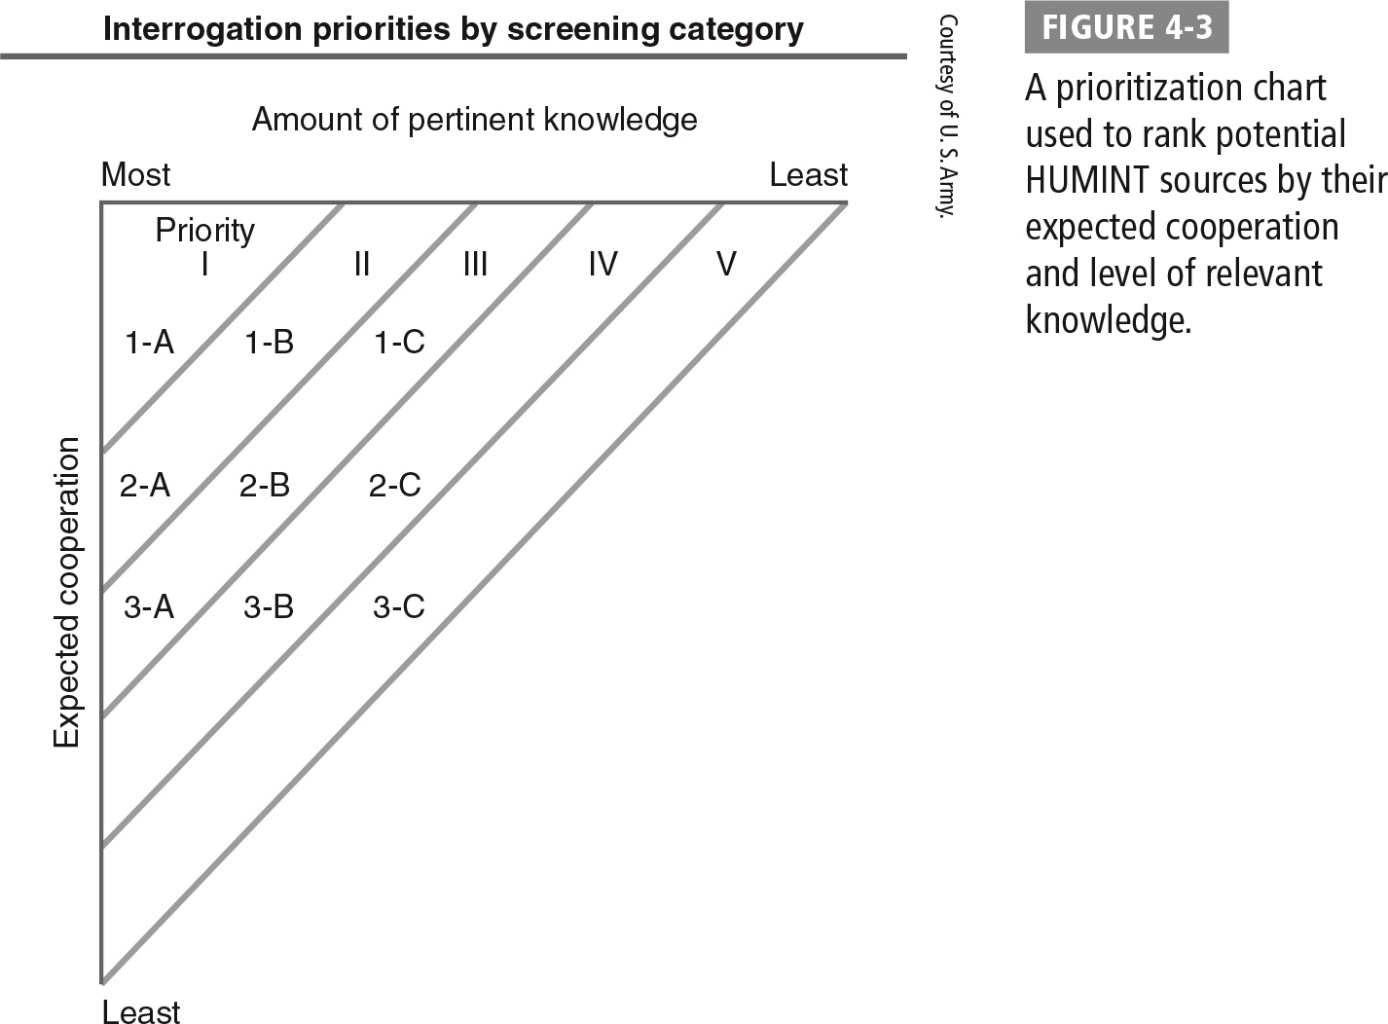 Interrogation priorities by screening category
Amount of pertinent knowledge
Most
Least
Priority
I
II
III
IV
V
1-A
1-B
1-C
2-A
2-B
2-C
3-A
3-B
3-C
Expected cooperation
Least
Courtesy of U. S. Army.
FIGURE 4-3
A prioritization chart
used to rank potential
HUMINT sources by their
expected cooperation
and level of relevant
knowledge.